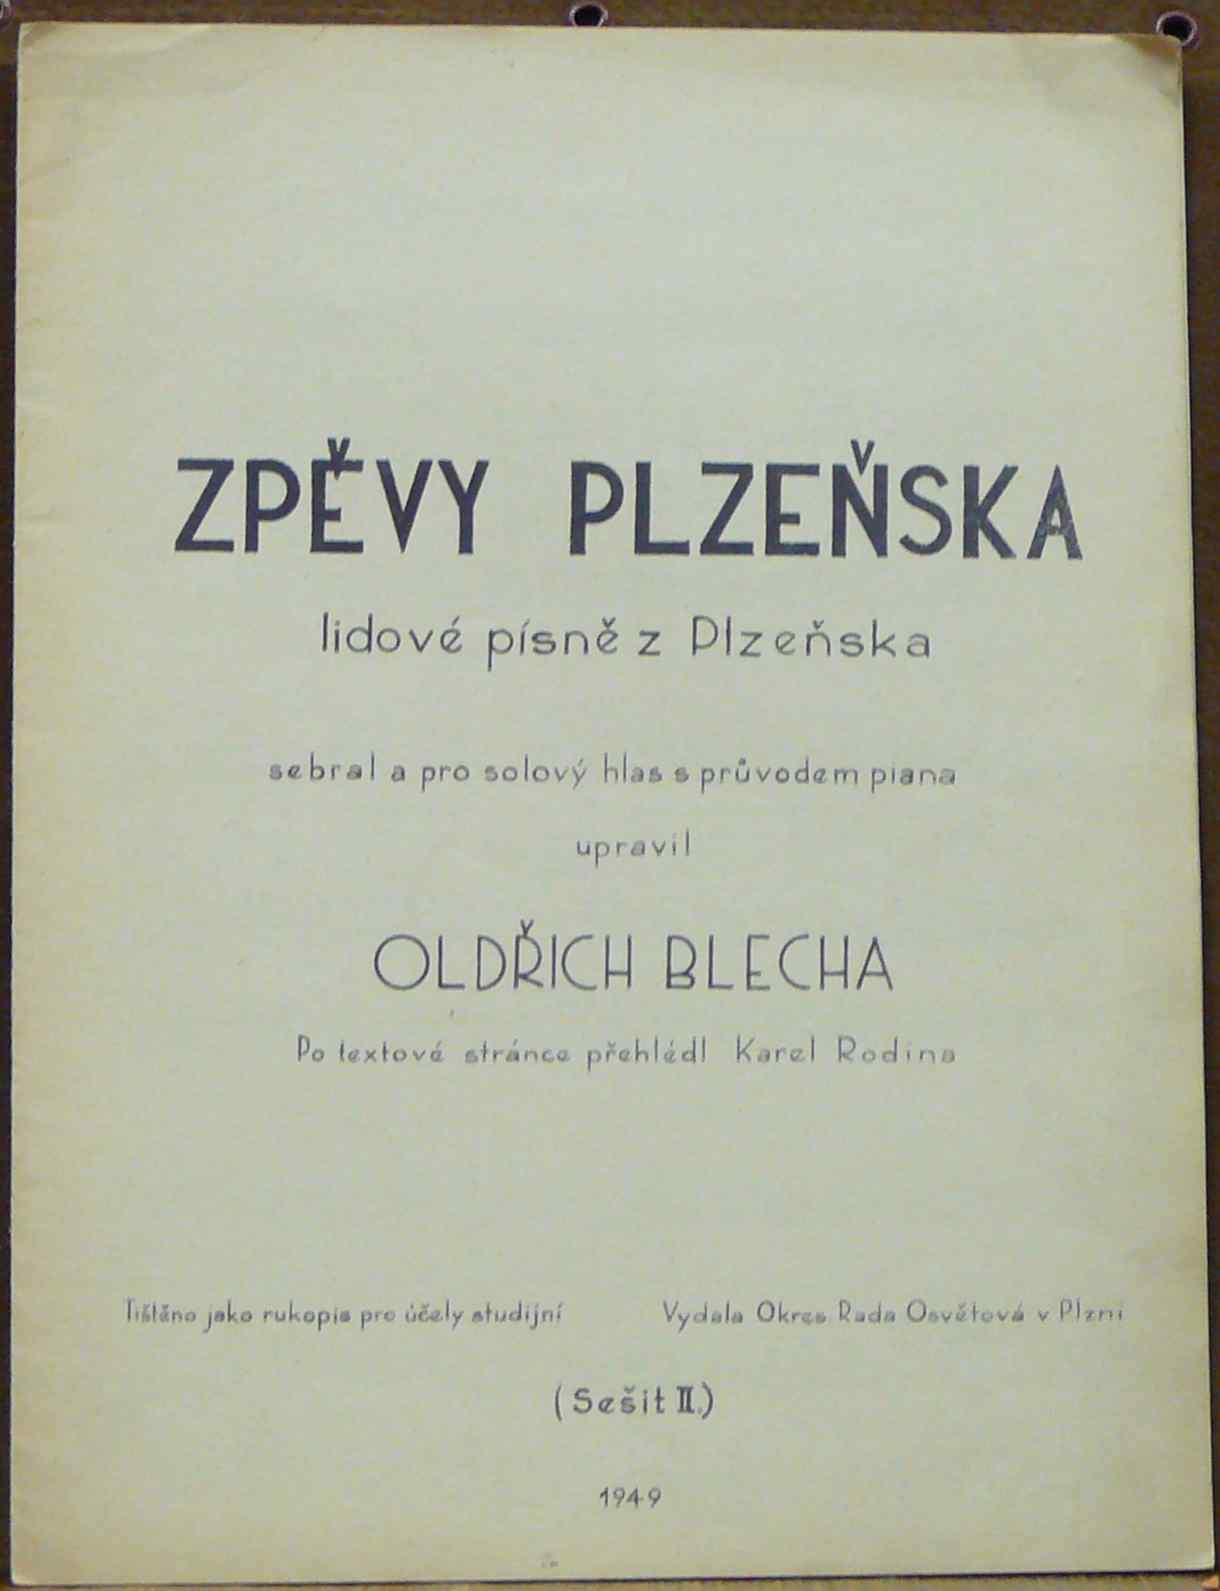 ZPĚVY PLZEŇSKA
lidové písně z Plzeňska
sebral a pro solový hlas s průvodem piana
upravil
OLDŘICH BLECHA
Po textové stránce přehlédl Karel Rodina
Tištěno jako rukopis pro účely studijní
Vydala Okres Rada Osvětová v Plzni
(Sešit II.)
1949